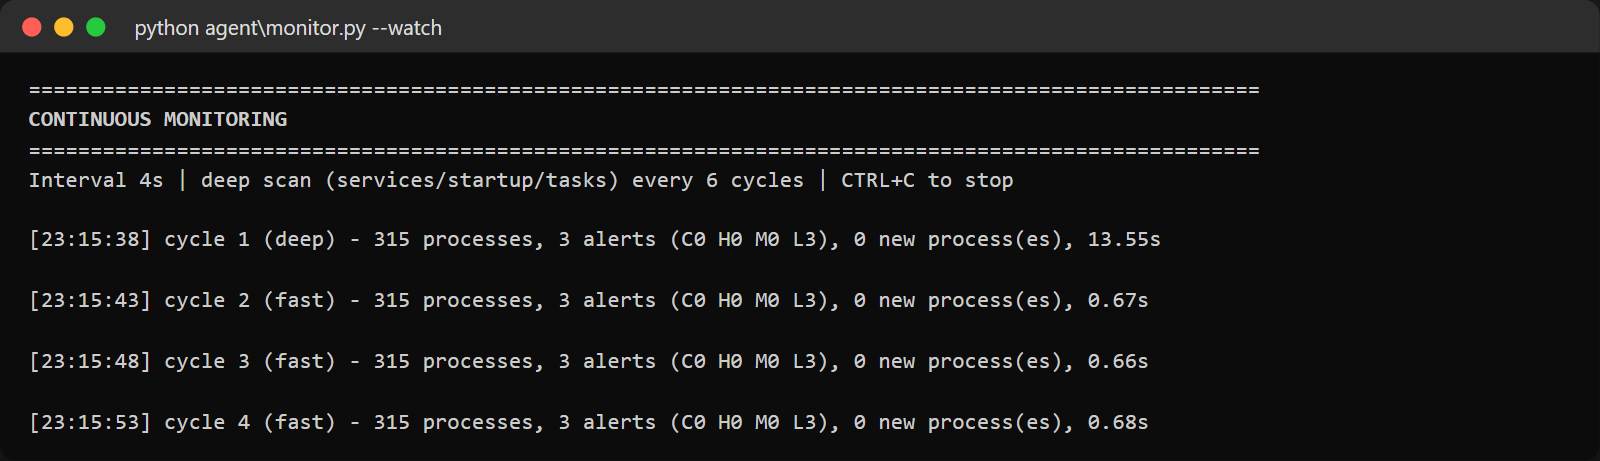 python agent\monitor.py --watch
====================================================================================================
CONTINUOUS MONITORING
====================================================================================================
Interval 4s | deep scan (services/startup/tasks) every 6 cycles | CTRL+C to stop
[23:15:38] cycle 1 (deep) - 315 processes, 3 alerts (C0 H0 M0 L3), 0 new process(es), 13.55s
[23:15:43] cycle 2 (fast) - 315 processes, 3 alerts (C0 H0 M0 L3), 0 new process(es), 0.67s
[23:15:48] cycle 3 (fast) - 315 processes, 3 alerts (C0 H0 M0 L3), 0 new process(es), 0.66s
[23:15:53] cycle 4 (fast) - 315 processes, 3 alerts (C0 H0 M0 L3), 0 new process(es), 0.68s